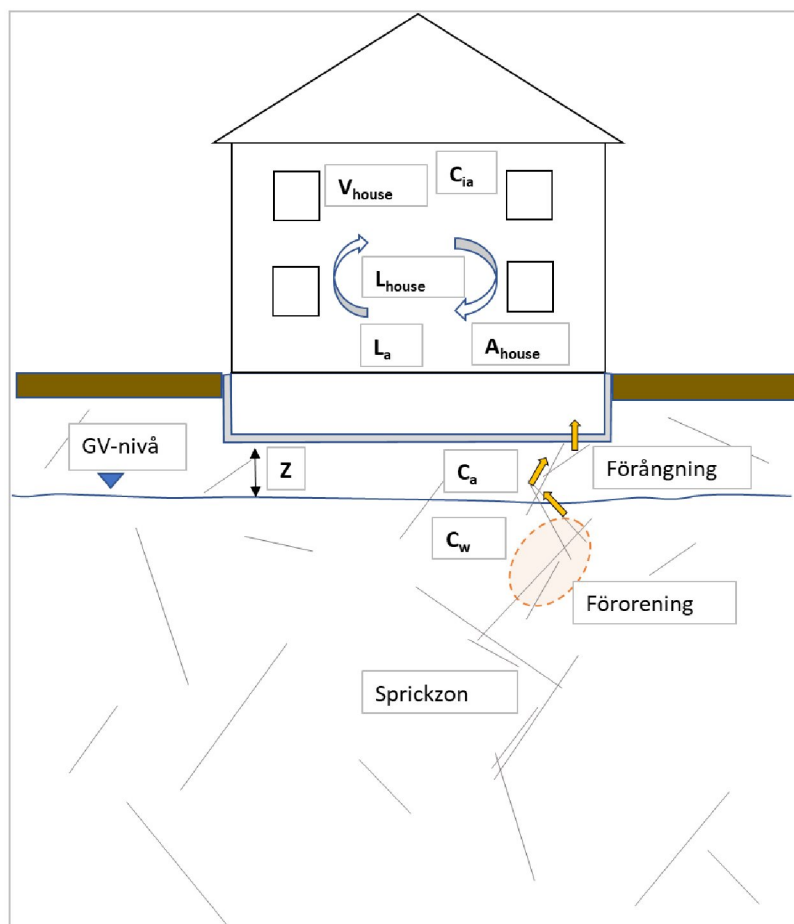 V_house
C_ia
L_house
L_a
A_house
GV-nivå
Z
C_a
Förångning
C_w
Förorening
Sprickzon